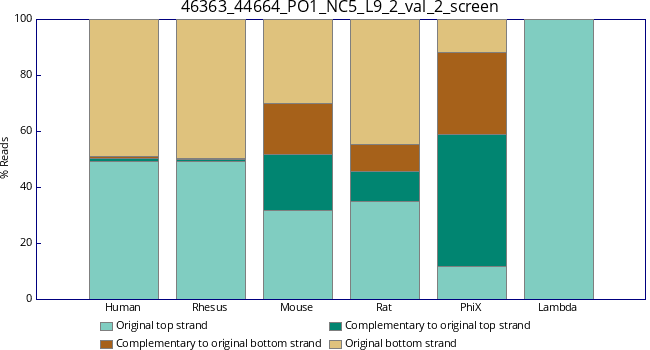 46363_44664_PO1_NC5_L9_2_val_2_screen
100
80
60
40
20
0
% Reads
Human Rhesus Mouse Rat PhiX Lambda
Original top strand Complementary to original top strand
Complementary to original bottom strand Original bottom strand